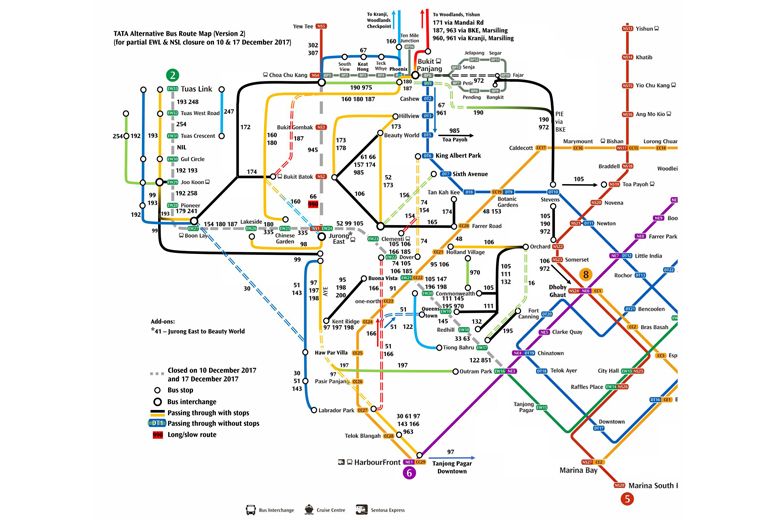 TATA Alternative Bus Route Map (Version 2)
(for partial EWL & NSL closure on 10 & 17 December 2017)
To Kranji,
Woodlands
Checkpoint
To Woodlands, Yishun
171 via Mandai Rd
187, 963 via BKE, Marsiling
960, 961 via Kranji, Marsiling
Yew Tee
302
307
160
Ten Mile
Junction
67
South
View
Keat
Hong
Teck
Whye
Phoenix
Bukit
Panjang
Jelapang
Segar
Senja
Fajar
Petir
Pending
Bangkit
Choa Chu Kang
190 975
160 180 187
187
Cashew
67
961
190
190
972
PIE
via
BKE
985
Toa Payoh
Yishun
Khatib
Yio Chu Kang
Ang Mo Kio
Bishan
Lorong Chuan
Marymount
Caldecott
Braddell
Toa Payoh
Novena
Newton
2
Tuas Link
193 248
Tuas West Road
254
247
Tuas Crescent
NIL
254
192
193
Gul Circle
192 193
Joo Koon
192 258
99
Pioneer
179 241
193
99
Boon Lay
172
174
160
180
Bukit Gombak
187
945
Bukit Batok
160
180
66
990
154 180 187
Lakeside
335
Chinese
Garden
180
335
98
Jurong
East
52 99 105
Hillview
173
Beauty World
173
178
985
61 66
157 174
77
985
52
106
173
King Albert Park
Sixth Avenue
156
154
74
154
154
Tan Kah Kee
174
Botanic
Gardens
48 153
Farrer Road
Stevens
105
105
190
972
Clementi
105 166
106 185
Dover
74 185
105 106
74
Holland Village
95 106
970
105
111
132
106
Orchard
106
972
Somerset
16
Dhoby
Ghaut
8
Farrer Park
Little India
Rochor
Bencoolen
Bras Basah
City Hall
Raffles Place
Clarke Quay
Chinatown
Telok Ayer
Downtown
Tanjong
Pagar
Marina Bay
5
99
51
143
95
197
198
AYE
95
198
200
Buona Vista
one-north
Kent Ridge
97 197 198
166
51
166
51
122
105 147
196 198
Commonwealth
105
111 145
195 970
111
132
Redhill
33 63
Tiong Bahru
122 851
195
Fort
Canning
Haw Par Villa
197
197
Outram Park
Pasir Panjang
30
51
143
Labrador Park
Telok Blangah
30 61 97
143 166
963
HarbourFront
6
97
Tanjong Pagar
Downtown
30
Add-ons:
*41 – Jurong East to Beauty World
Closed on 10 December 2017
and 17 December 2017
Bus stop
Bus interchange
Passing through with stops
Passing through without stops
Long/slow route
Bus Interchange
Cruise Centre
Sentosa Express